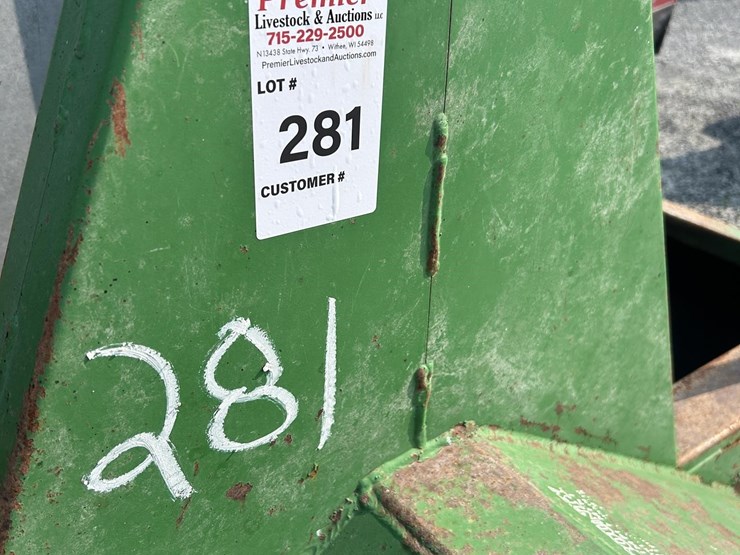 Premier
Livestock & Auctions LLC
715-229-2500
N13438 State Hwy. 73 • Withee, WI 54498
PremierLivestockandAuctions.com
LOT #
281
CUSTOMER #
281